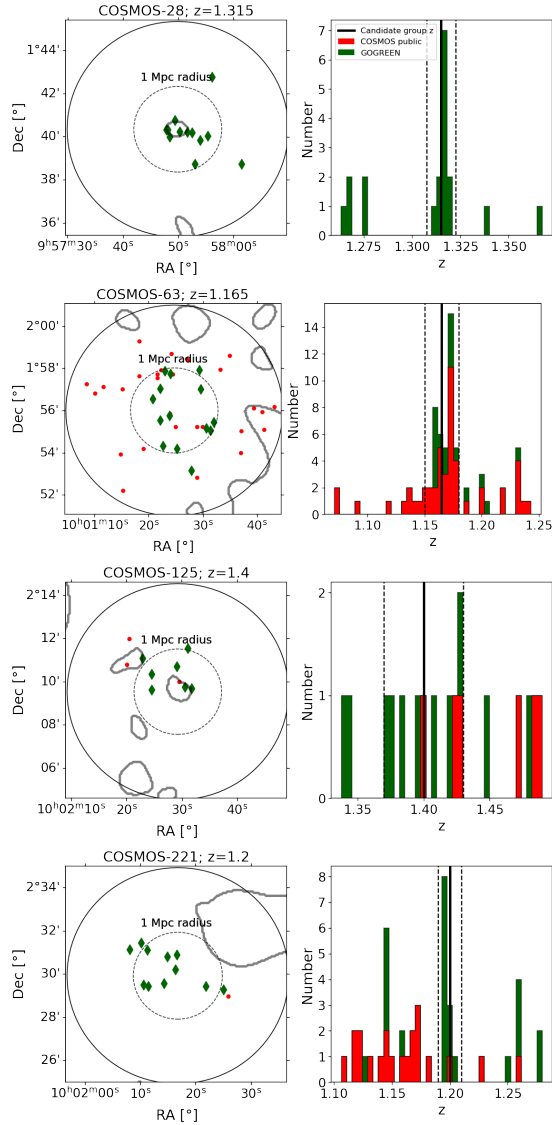 COSMOS-28; z=1.315
1 Mpc radius
1°44'
42'
40'
38'
36'
Dec [°]
9ʰ57ᵐ30ˢ 40ˢ 50ˢ 58ᵐ00ˢ
RA [°]
Candidate group z
COSMOS public
GOGREEN
7
6
5
4
3
2
1
0
Number
1.275 1.300 1.325 1.350
z
COSMOS-63; z=1.165
1 Mpc radius
2°00'
1°58'
56'
54'
52'
Dec [°]
10ʰ01ᵐ10ˢ 20ˢ 30ˢ 40ˢ
RA [°]
14
12
10
8
6
4
2
0
Number
1.10 1.15 1.20 1.25
z
COSMOS-125; z=1.4
1 Mpc radius
2°14'
12'
10'
08'
06'
Dec [°]
10ʰ02ᵐ10ˢ 20ˢ 30ˢ 40ˢ
RA [°]
2
1
0
Number
1.35 1.40 1.45
z
COSMOS-221; z=1.2
1 Mpc radius
2°34'
32'
30'
28'
26'
Dec [°]
10ʰ02ᵐ00ˢ 10ˢ 20ˢ 30ˢ
RA [°]
8
7
6
5
4
3
2
1
0
Number
1.10 1.15 1.20 1.25
z